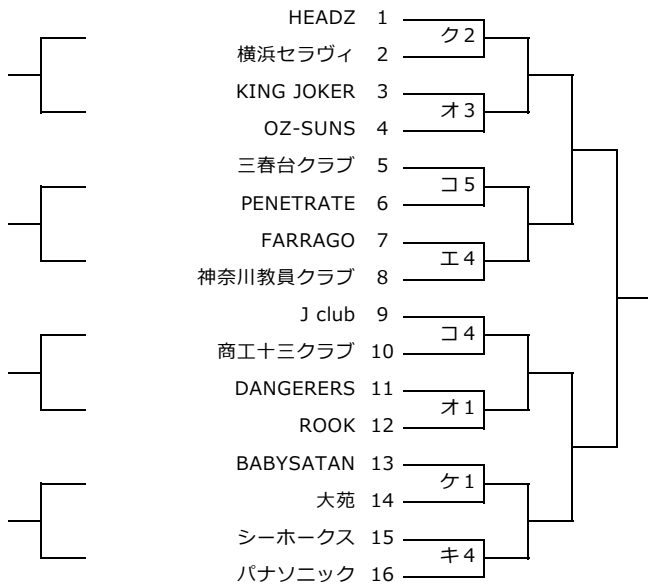 HEADZ 1
ク2
横浜セラヴィ 2
KING JOKER 3
オ3
OZ-SUNS 4
三春台クラブ 5
コ5
PENETRATE 6
FARRAGO 7
エ4
神奈川教員クラブ 8
J club 9
コ4
商工十三クラブ 10
DANGERERS 11
オ1
ROOK 12
BABYSATAN 13
ケ1
大苑 14
シーホークス 15
キ4
パナソニック 16